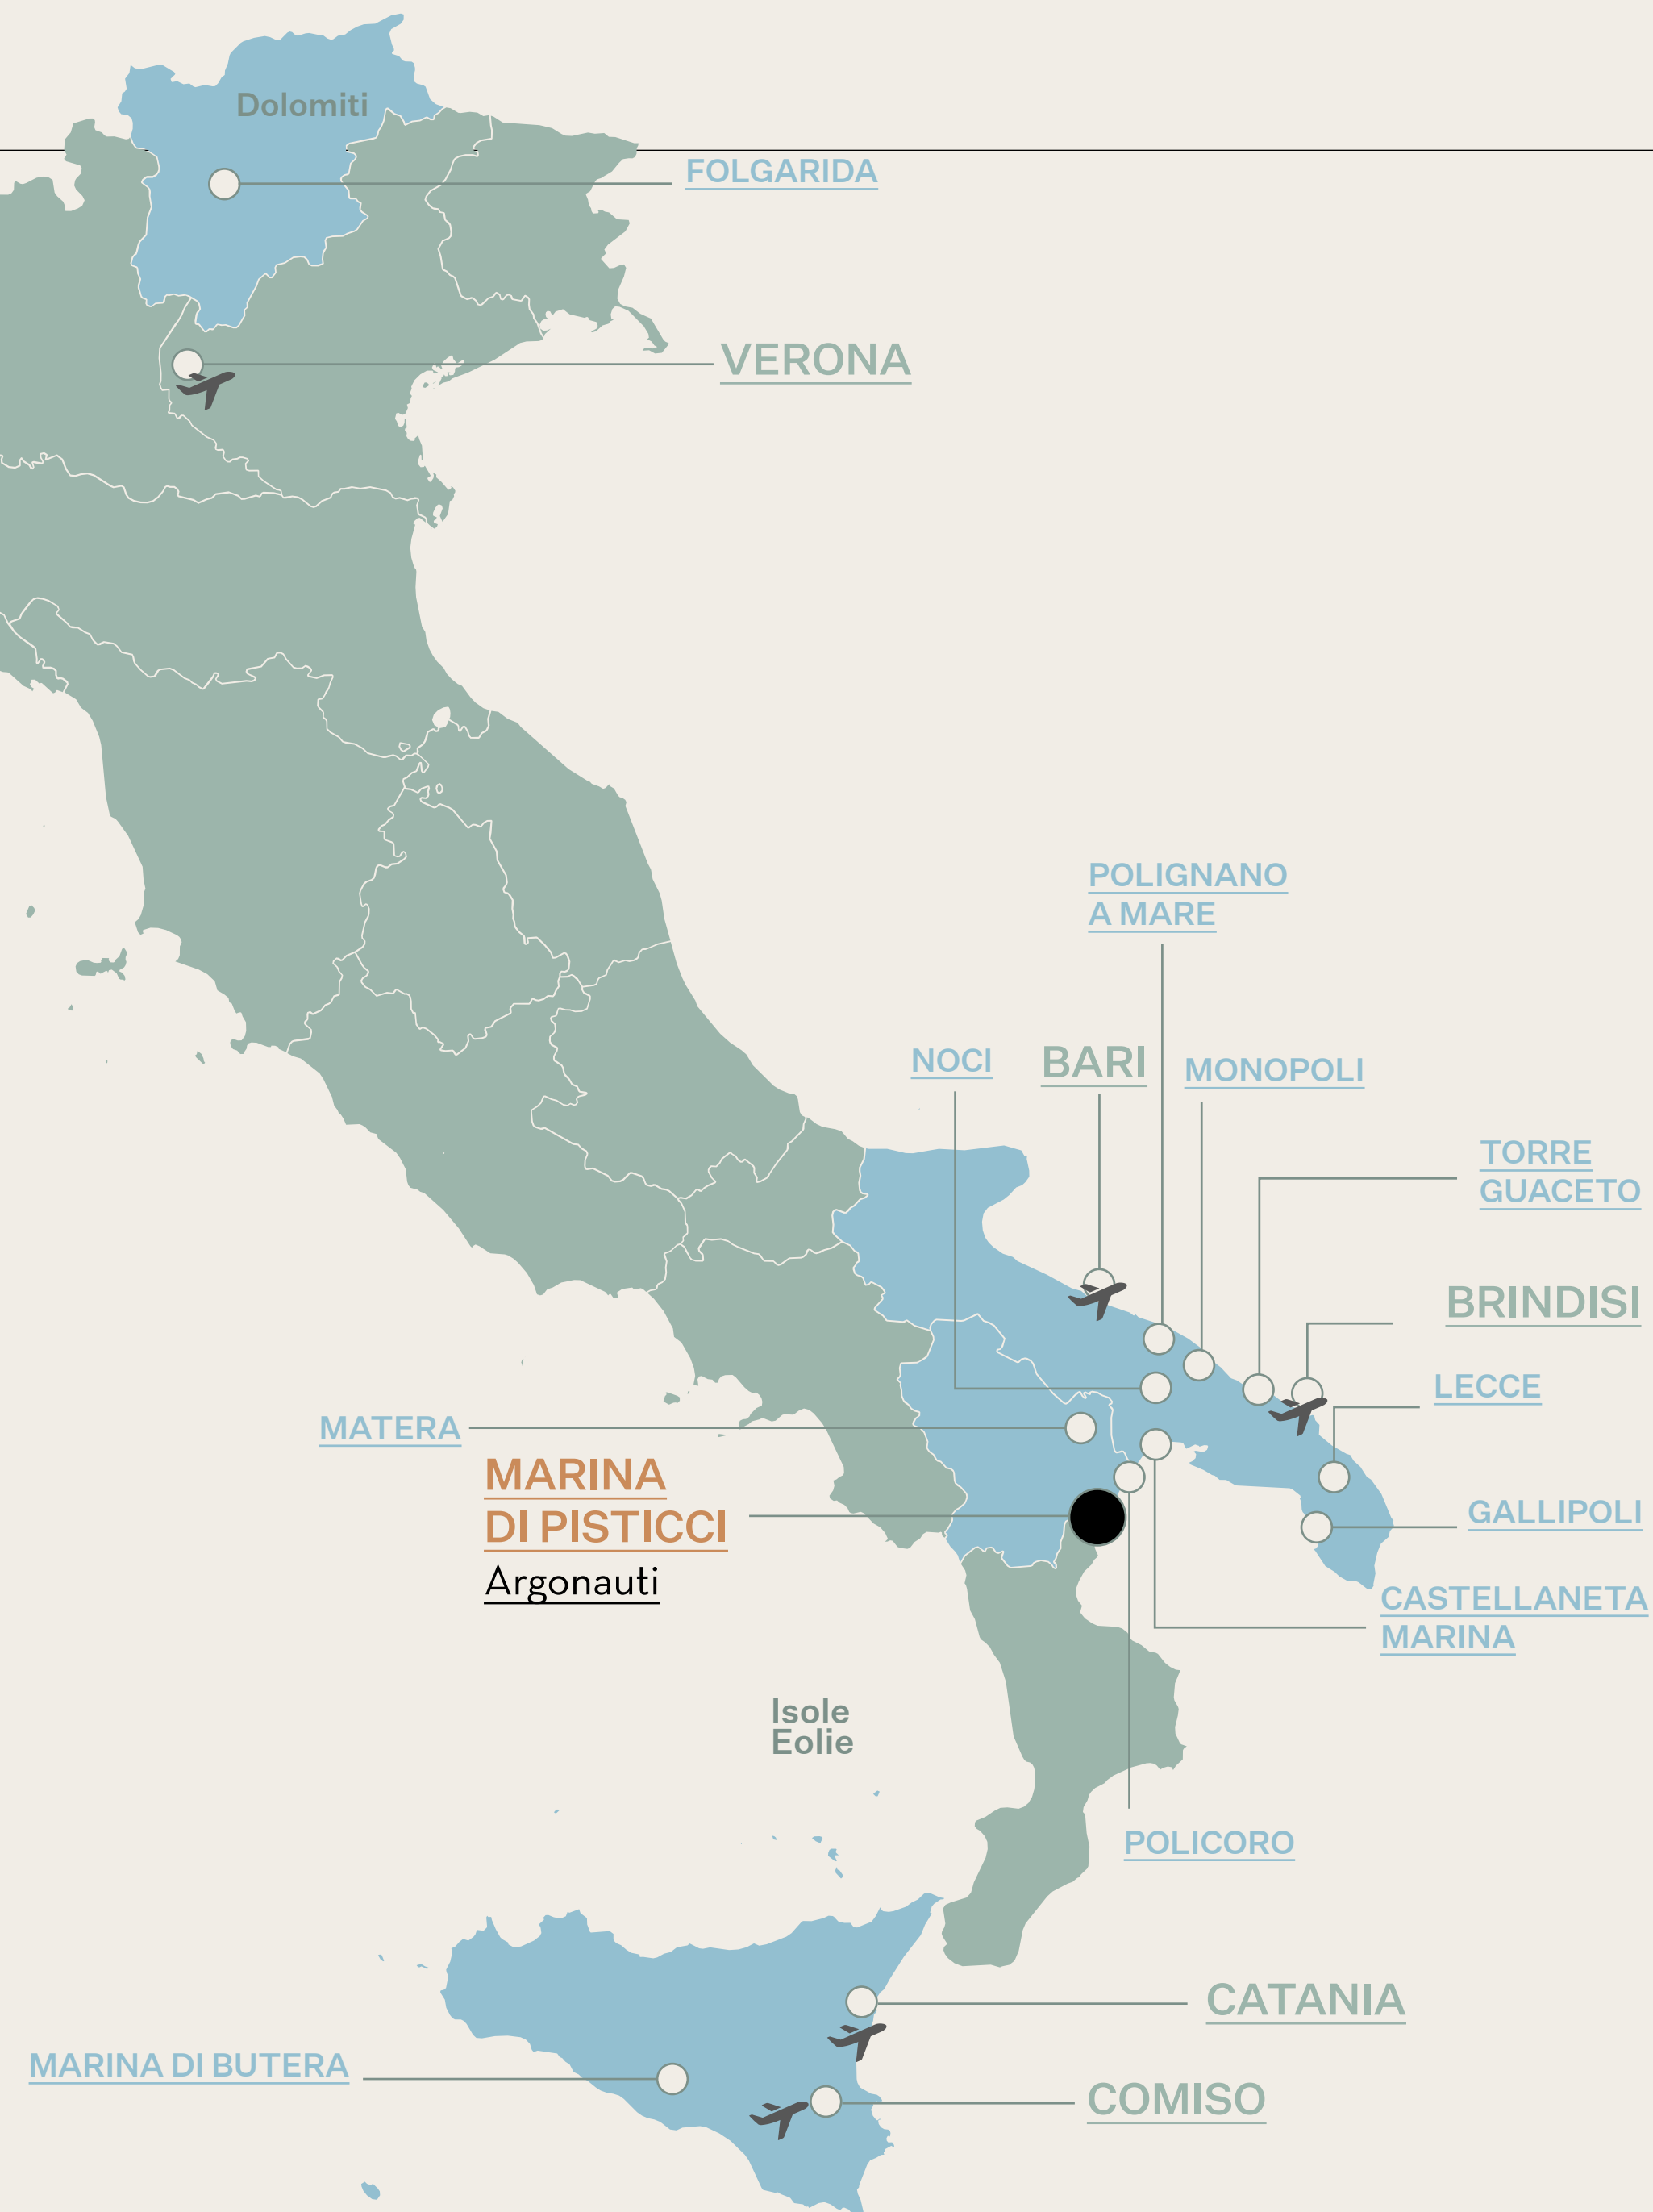 Dolomiti
FOLGARIDA
VERONA
POLIGNANO
A MARE
NOCI
BARI
MONOPOLI
TORRE
GUACETO
BRINDISI
LECCE
MATERA
MARINA
DI PISTICCI
Argonauti
GALLIPOLI
CASTELLANETA
MARINA
Isole
Eolie
POLICORO
CATANIA
MARINA DI BUTERA
COMISO